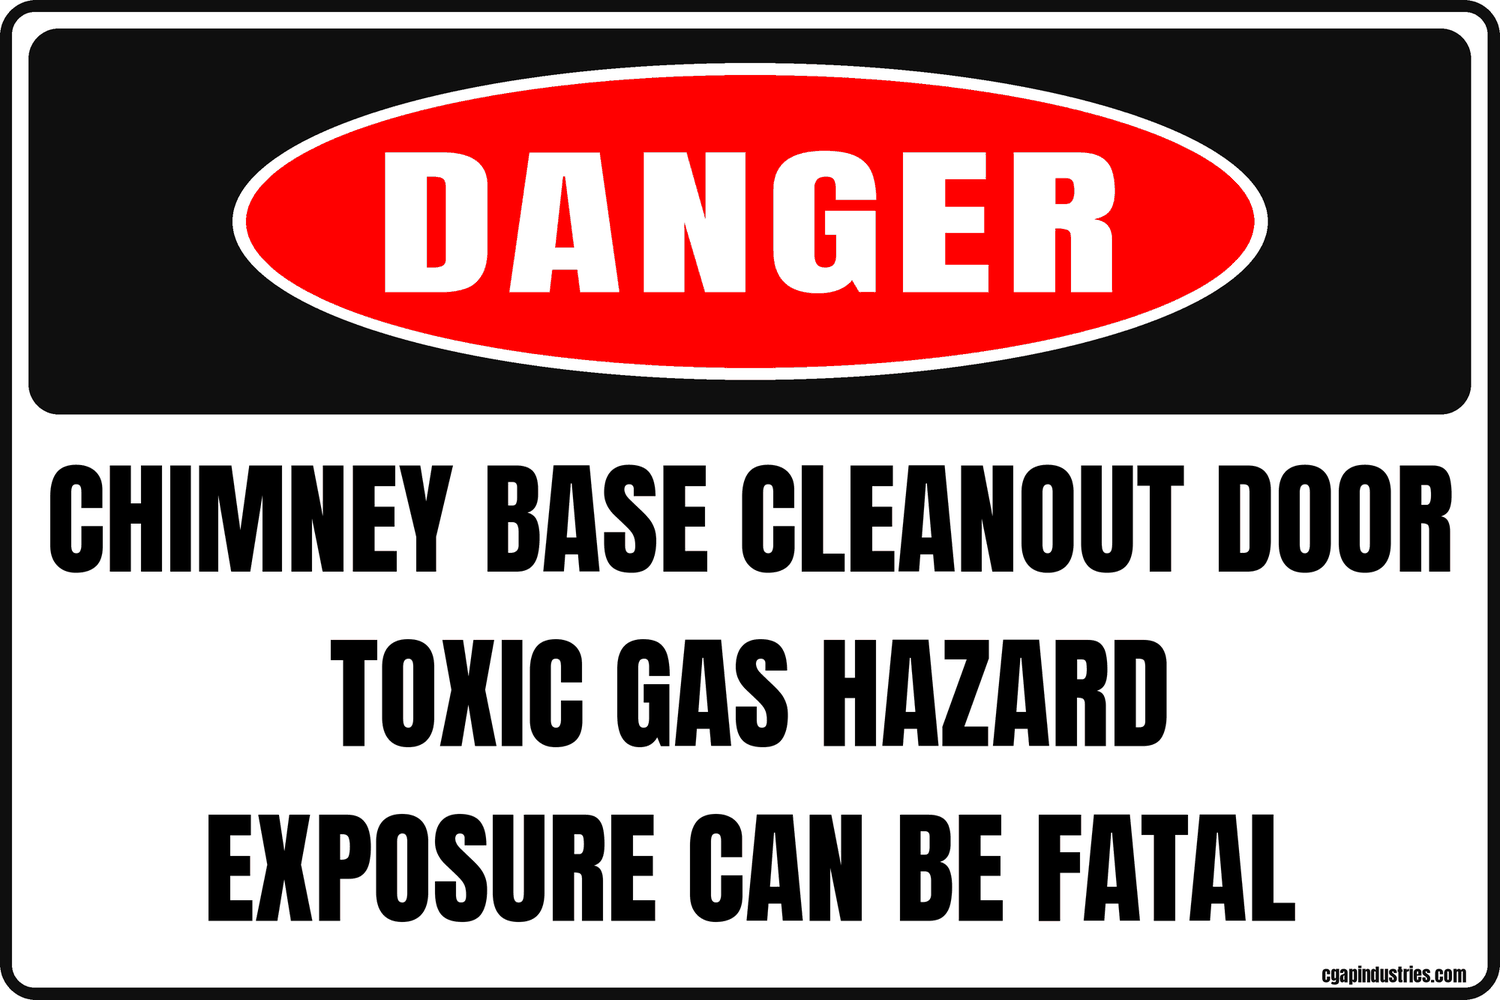 DANGER
CHIMNEY BASE CLEANOUT DOOR
TOXIC GAS HAZARD
EXPOSURE CAN BE FATAL
cgapindustries.com